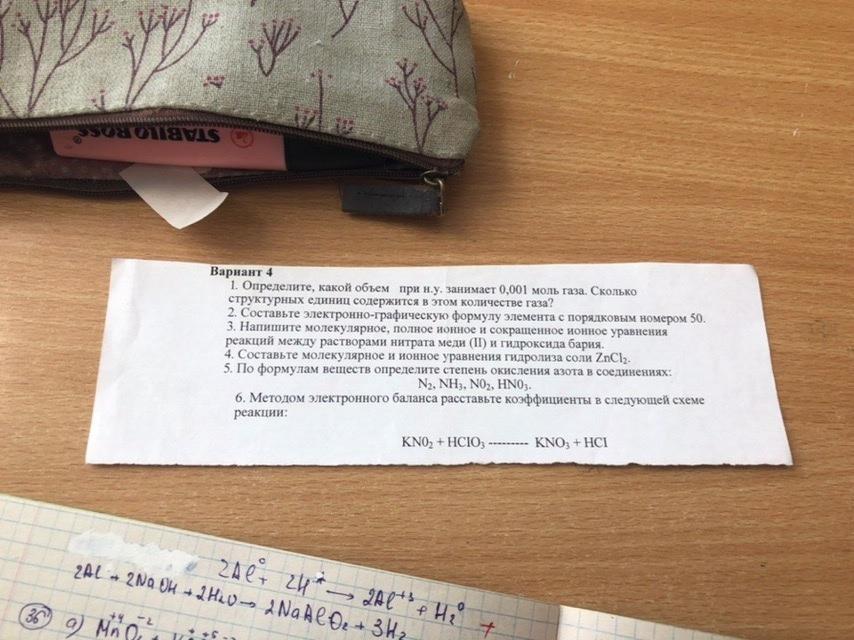 STABILO BOSS
Вариант 4
1. Определите, какой объем при н.у. занимает 0,001 моль газа. Сколько
структурных единиц содержится в этом количестве газа?
2. Составьте электронно-графическую формулу элемента с порядковым номером 50.
3. Напишите молекулярное, полное ионное и сокращенное ионное уравнения
реакций между растворами нитрата меди (II) и гидроксида бария.
4. Составьте молекулярное и ионное уравнения гидролиза соли ZnCl₂.
5. По формулам веществ определите степень окисления азота в соединениях:
N₂, NH₃, N0₂, HN0₃.
6. Методом электронного баланса расставьте коэффициенты в следующей схеме
реакции:
KN0₂ + HClO₃ --------- KNO₃ + HCl
2Al⁰ + 2H⁺ → 2Al⁺³ + H₂⁰ +
2Al + 2NaOH + 2H₂O → 2NaAlO₂ + 3H₂